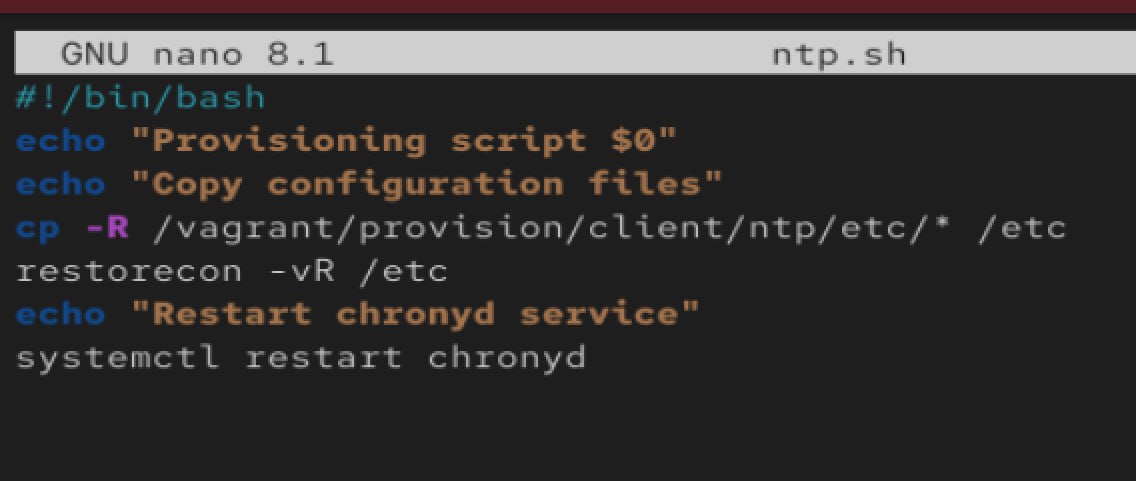 GNU nano 8.1 ntp.sh
#!/bin/bash
echo "Provisioning script $0"
echo "Copy configuration files"
cp -R /vagrant/provision/client/ntp/etc/* /etc
restorecon -vR /etc
echo "Restart chronyd service"
systemctl restart chronyd